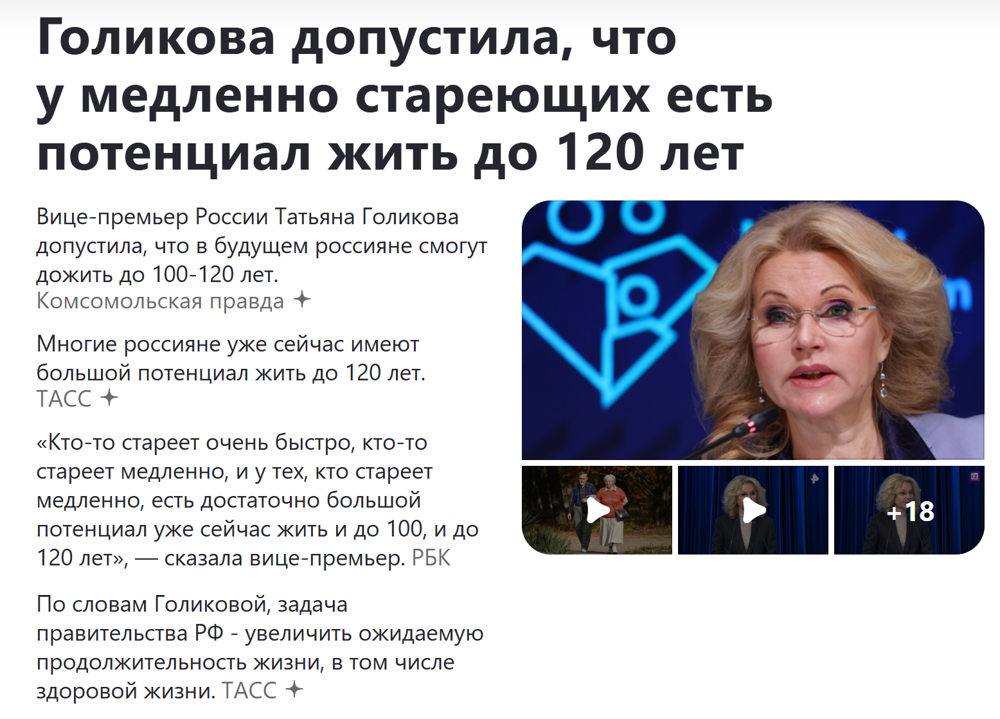 Голикова допустила, что
у медленно стареющих есть
потенциал жить до 120 лет
Вице-премьер России Татьяна Голикова
допустила, что в будущем россияне смогут
дожить до 100-120 лет.
Комсомольская правда
Многие россияне уже сейчас имеют
большой потенциал жить до 120 лет.
ТАСС
«Кто-то стареет очень быстро, кто-то
стареет медленно, и у тех, кто стареет
медленно, есть достаточно большой
потенциал уже сейчас жить и до 100, и до
120 лет», — сказала вице-премьер. РБК
По словам Голиковой, задача
правительства РФ - увеличить ожидаемую
продолжительность жизни, в том числе
здоровой жизни. ТАСС
iz
+18